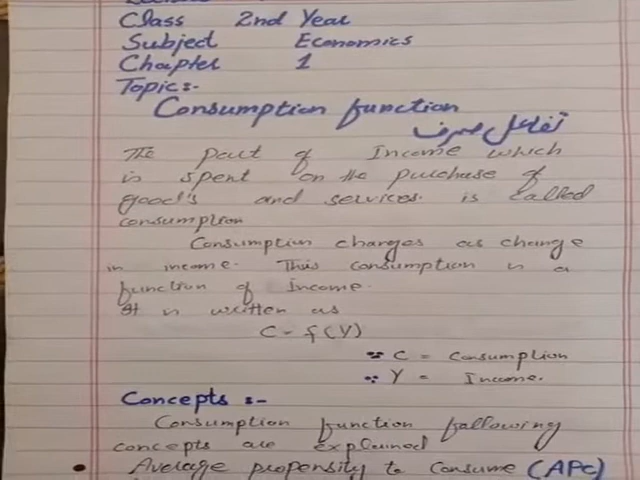 Class 2nd Year
Subject Economics
Chapter 1
Topic:-
Consumption function
تفاعل صرف
The part of Income which
is spent on the purchase of
good's and services. is called
consumption
Consumption changes as change
in income. This consumption is a
function of Income.
It is written as
C = f(Y)
∵ C = Consumption
∵ Y = Income.
Concepts :-
Consumption function following
concepts are explained
• Average propensity to Consume (APC)